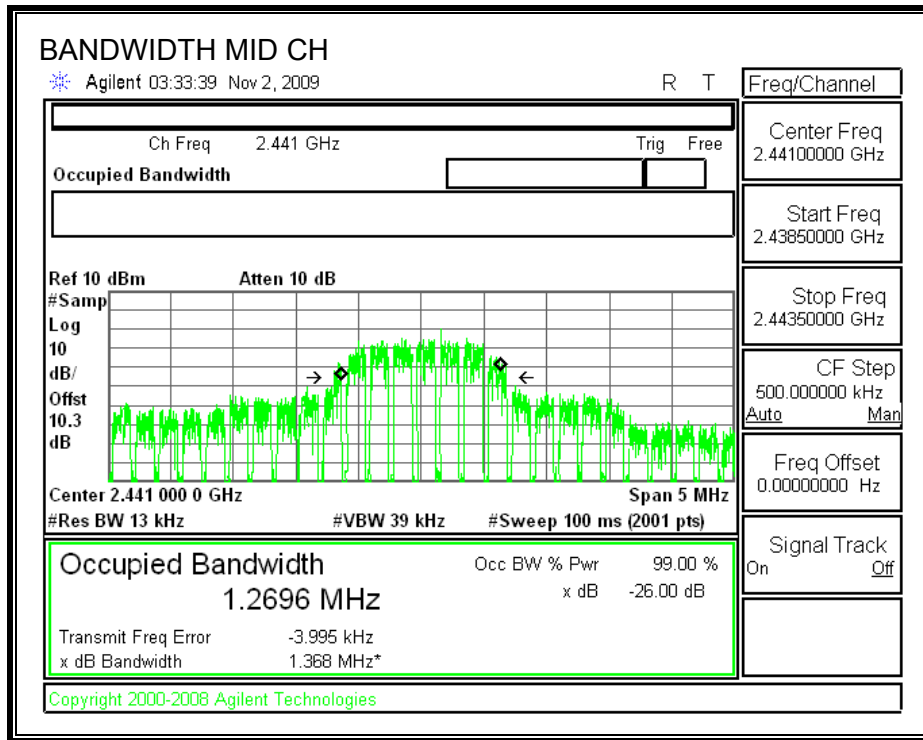 BANDWIDTH MID CH
Agilent 03:33:39 Nov 2, 2009 R T
Ch Freq 2.441 GHz Trig Free
Occupied Bandwidth
Ref 10 dBm Atten 10 dB
#Samp
Log
10
dB/
Offst
10.3
dB
Center 2.441 000 0 GHz Span 5 MHz
#Res BW 13 kHz #VBW 39 kHz #Sweep 100 ms (2001 pts)
Occupied Bandwidth Occ BW % Pwr 99.00 %
1.2696 MHz x dB -26.00 dB
Transmit Freq Error -3.995 kHz
x dB Bandwidth 1.368 MHz*
Copyright 2000-2008 Agilent Technologies
Freq/Channel
Center Freq
2.44100000 GHz
Start Freq
2.43850000 GHz
Stop Freq
2.44350000 GHz
CF Step
500.000000 kHz
Auto Man
Freq Offset
0.00000000 Hz
Signal Track
On Off